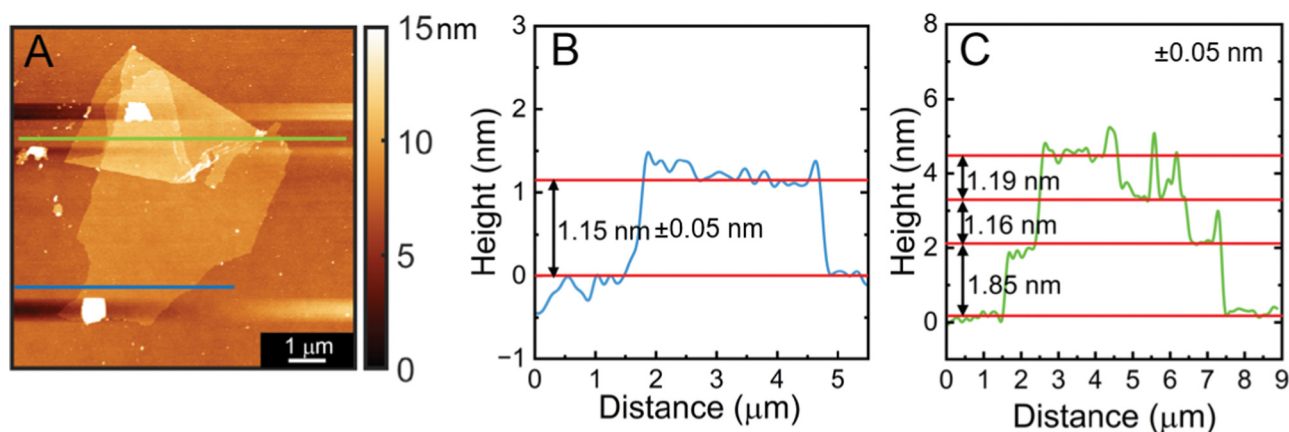 A
15 nm
10
5
0
1 μm
B
3
2
1
0
−1
Height (nm)
1.15 nm ±0.05 nm
0 1 2 3 4 5
Distance (μm)
C
±0.05 nm
8
6
4
2
0
Height (nm)
1.19 nm
1.16 nm
1.85 nm
0 1 2 3 4 5 6 7 8 9
Distance (μm)